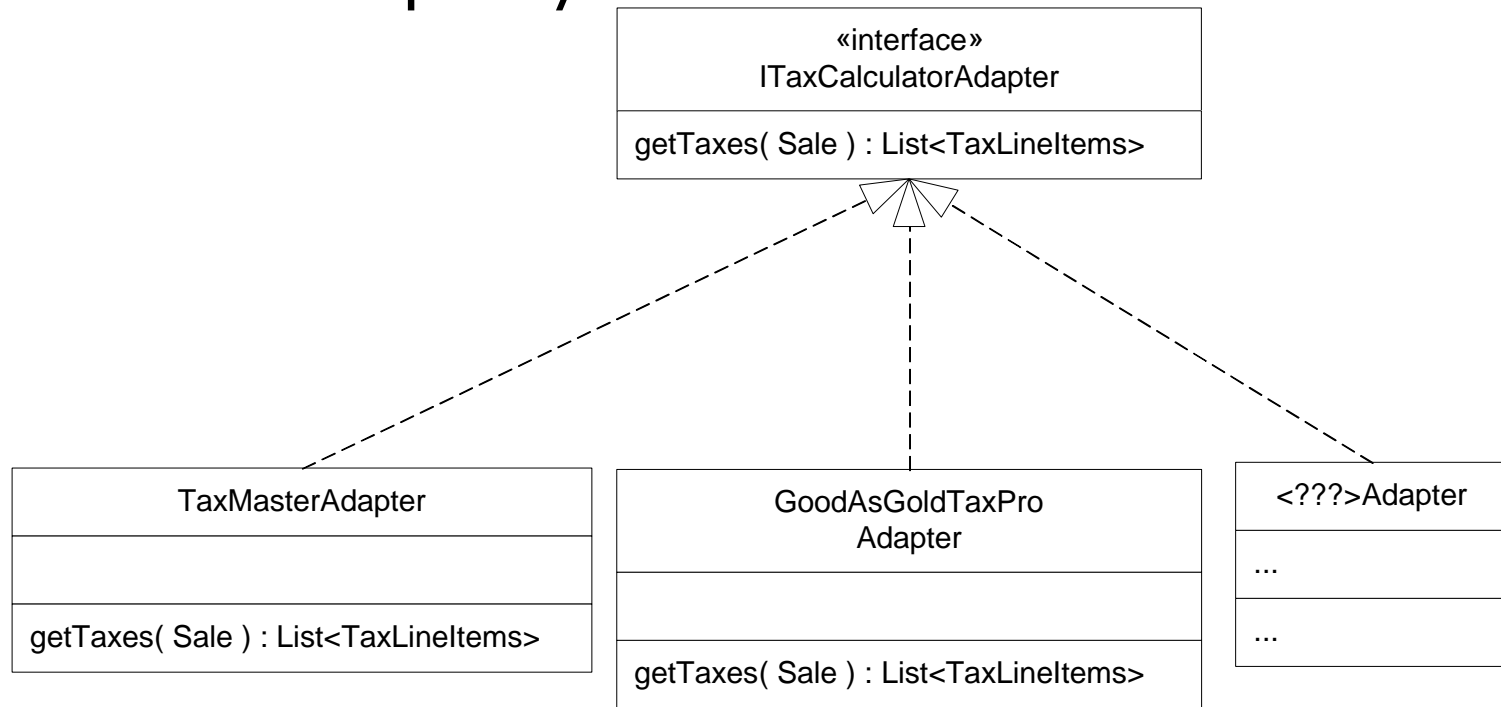 «interface»
ITaxCalculatorAdapter
getTaxes( Sale ) : List<TaxLineItems>
TaxMasterAdapter
getTaxes( Sale ) : List<TaxLineItems>
GoodAsGoldTaxPro
Adapter
getTaxes( Sale ) : List<TaxLineItems>
<???>Adapter
...
...